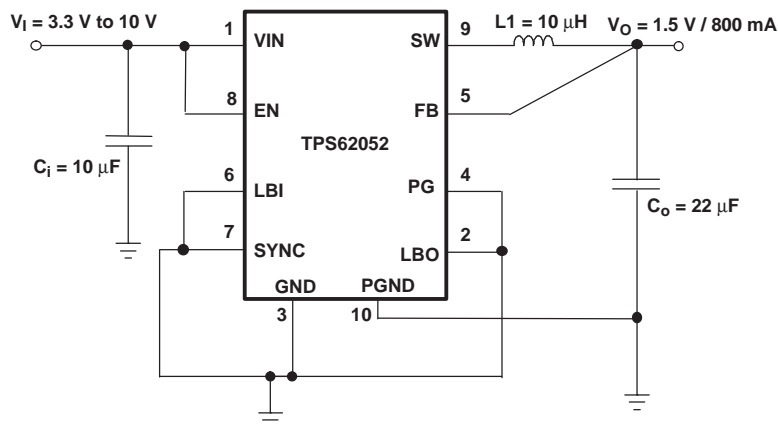 V_I = 3.3 V to 10 V
1
VIN
SW
9
L1 = 10 μH
V_O = 1.5 V / 800 mA
8
EN
FB
5
TPS62052
C_i = 10 μF
6
LBI
PG
4
C_o = 22 μF
7
SYNC
LBO
2
GND
PGND
3
10